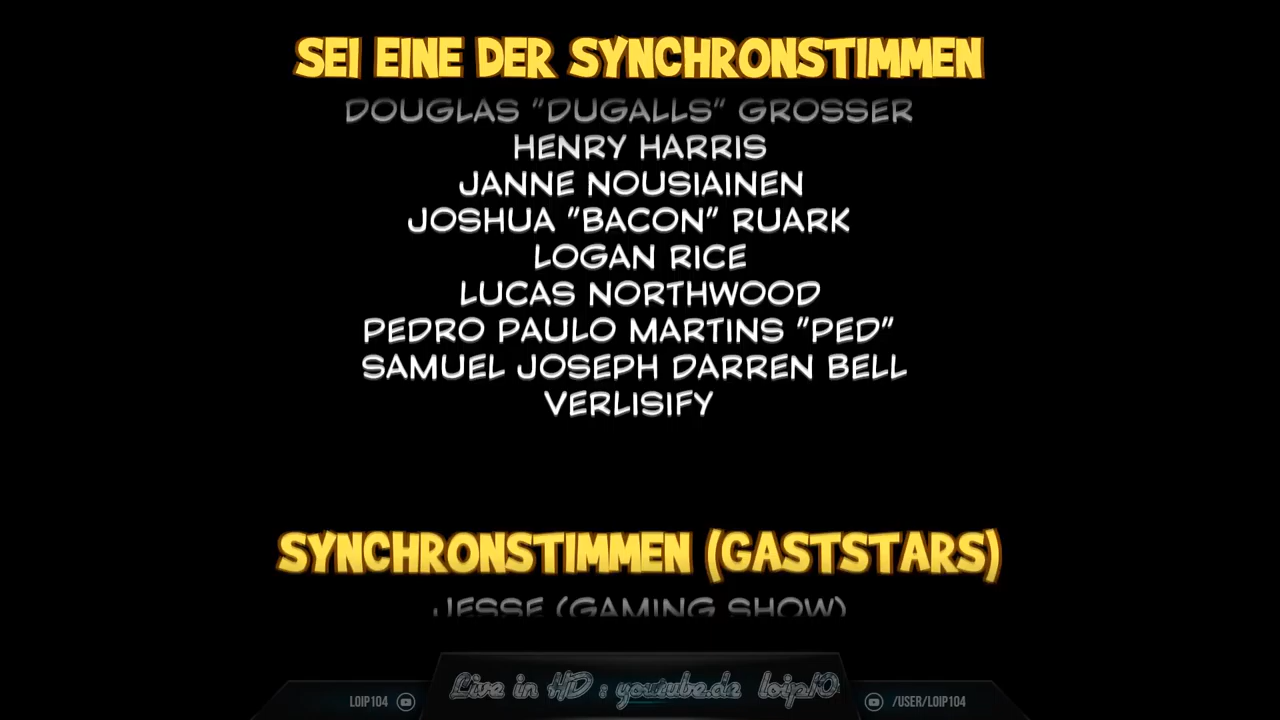 SEI EINE DER SYNCHRONSTIMMEN
DOUGLAS "DUGALLS" GROSSER
HENRY HARRIS
JANNE NOUSIAINEN
JOSHUA "BACON" RUARK
LOGAN RICE
LUCAS NORTHWOOD
PEDRO PAULO MARTINS "PED"
SAMUEL JOSEPH DARREN BELL
VERLISIFY
SYNCHRONSTIMMEN (GASTSTARS)
JESSE (GAMING SHOW)
LOIP104
Live in HD : youtube.de loip10
/USER/LOIP104